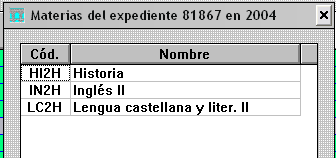 Materias del expediente 81867 en 2004
Cód. Nombre
HI2H Historia
IN2H Inglés II
LC2H Lengua castellana y liter. II